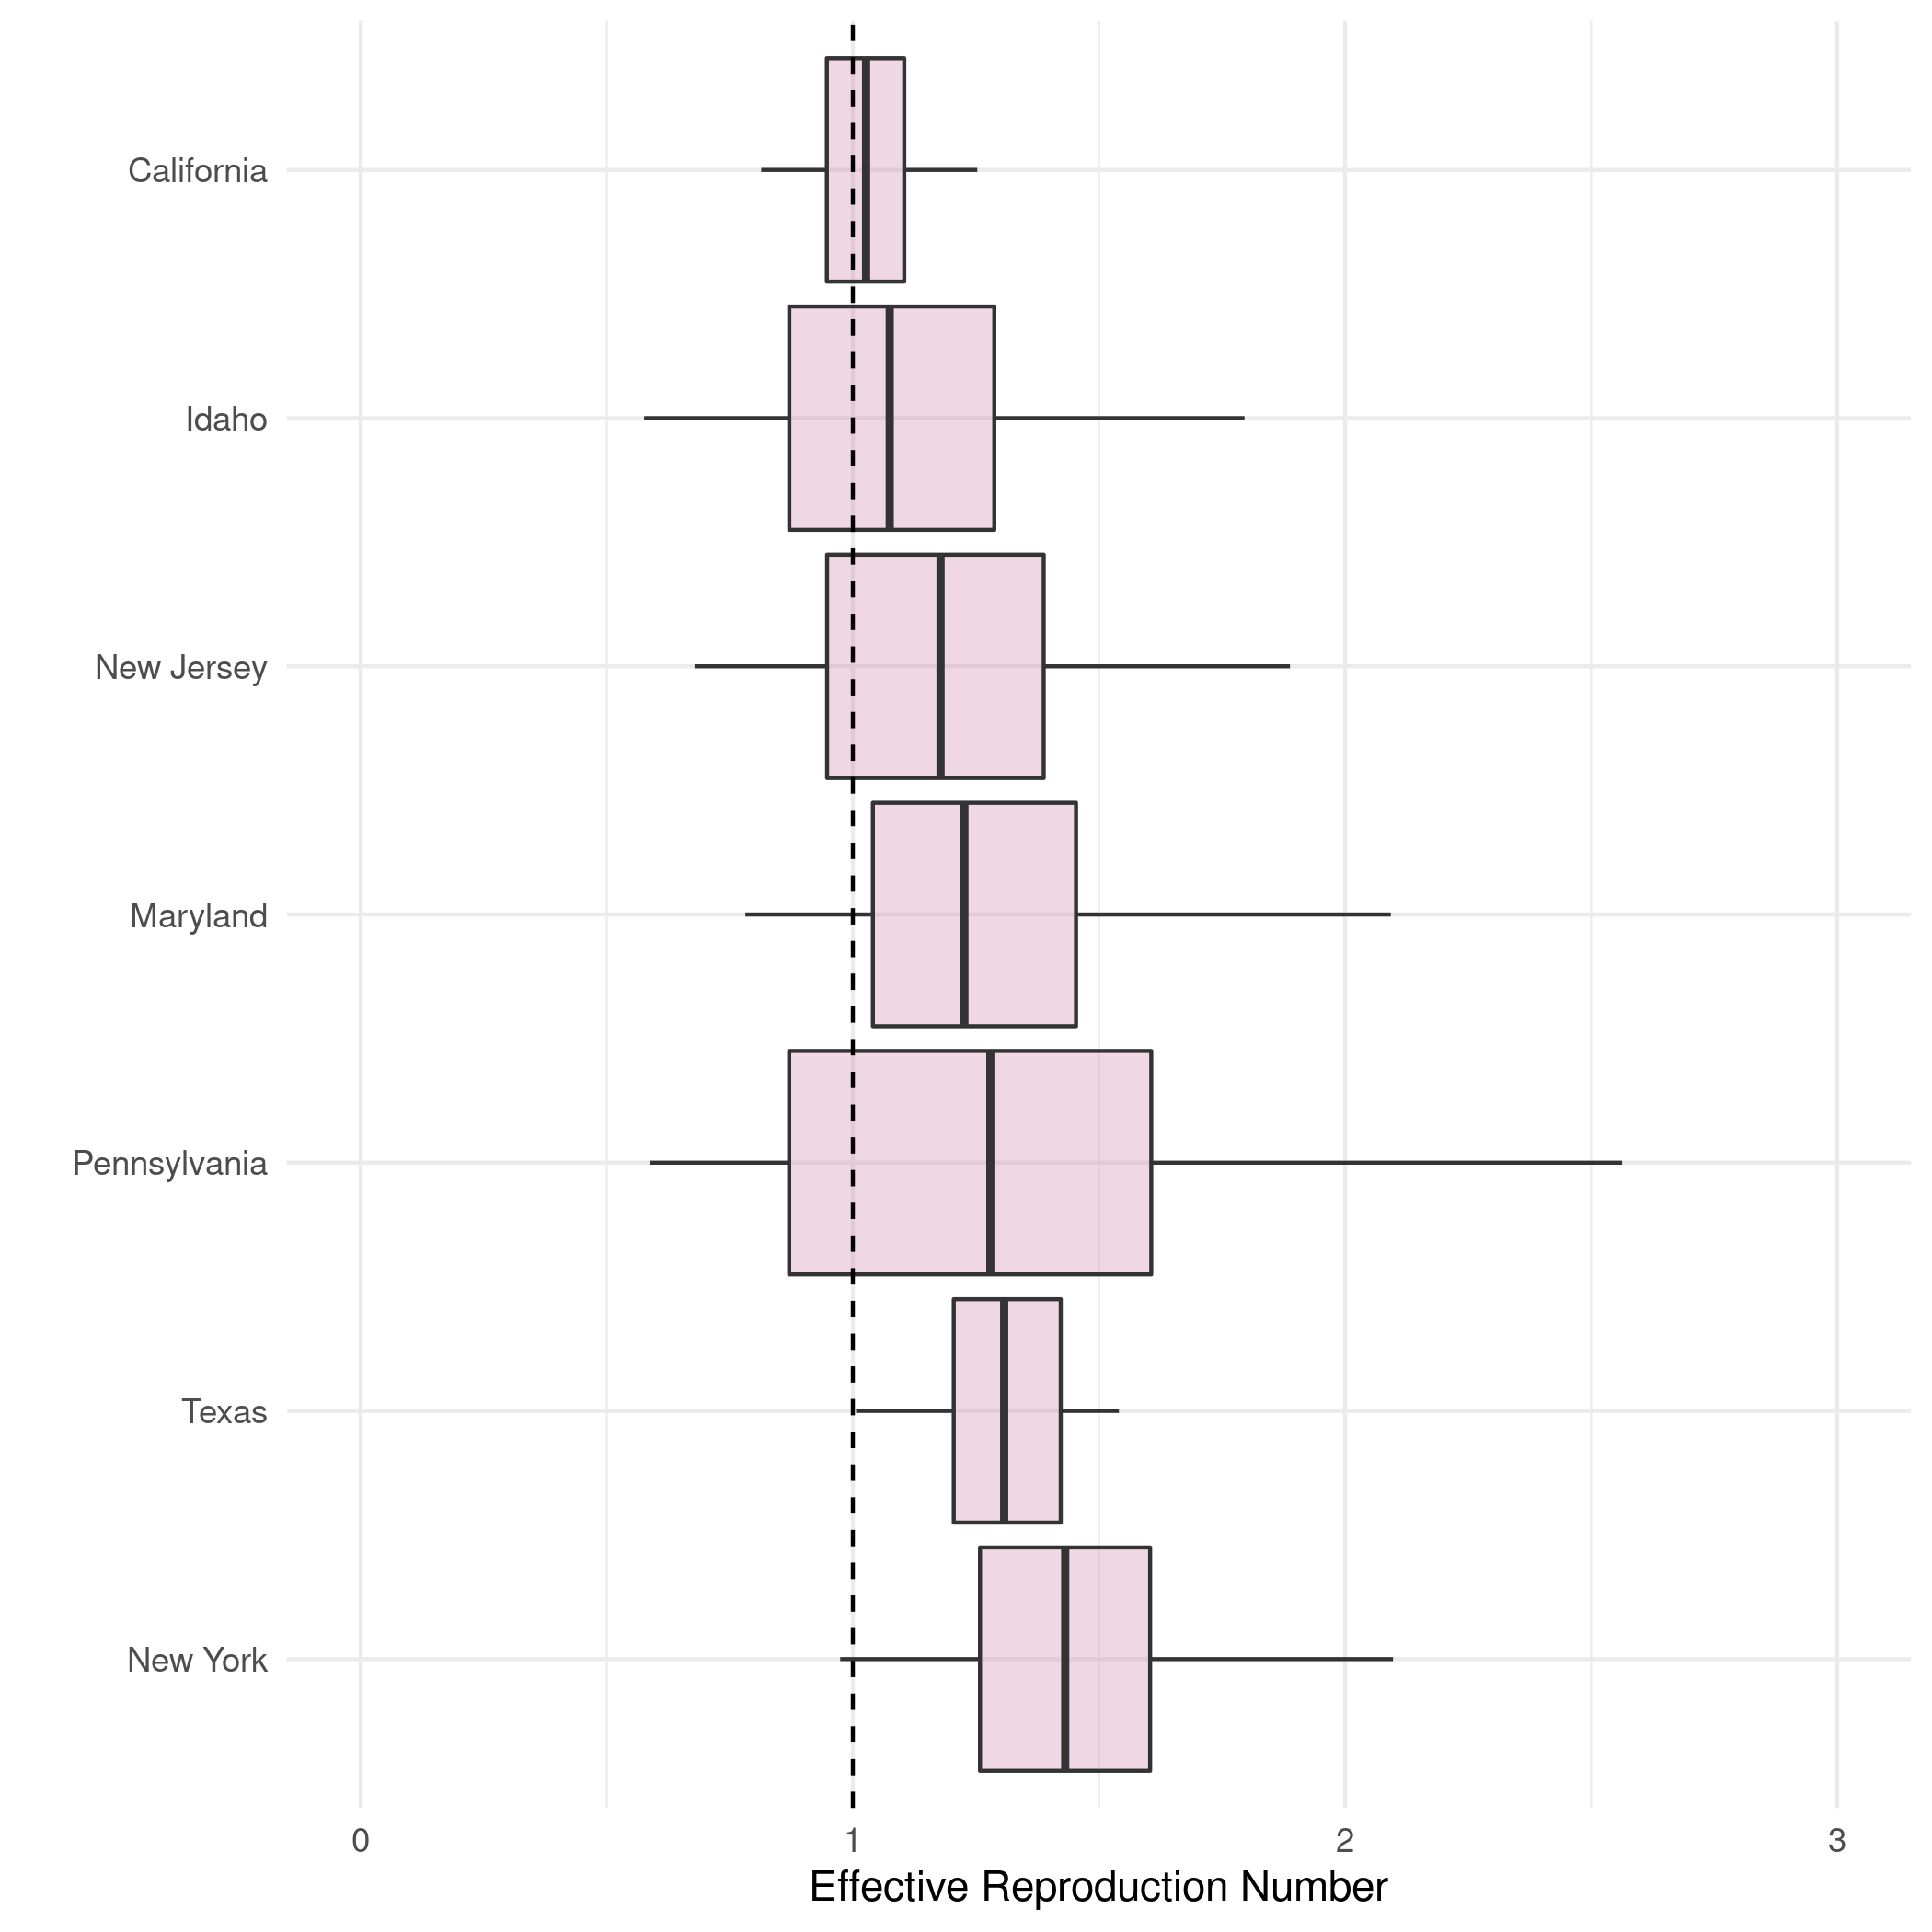 California
Idaho
New Jersey
Maryland
Pennsylvania
Texas
New York
0 1 2 3
Effective Reproduction Number